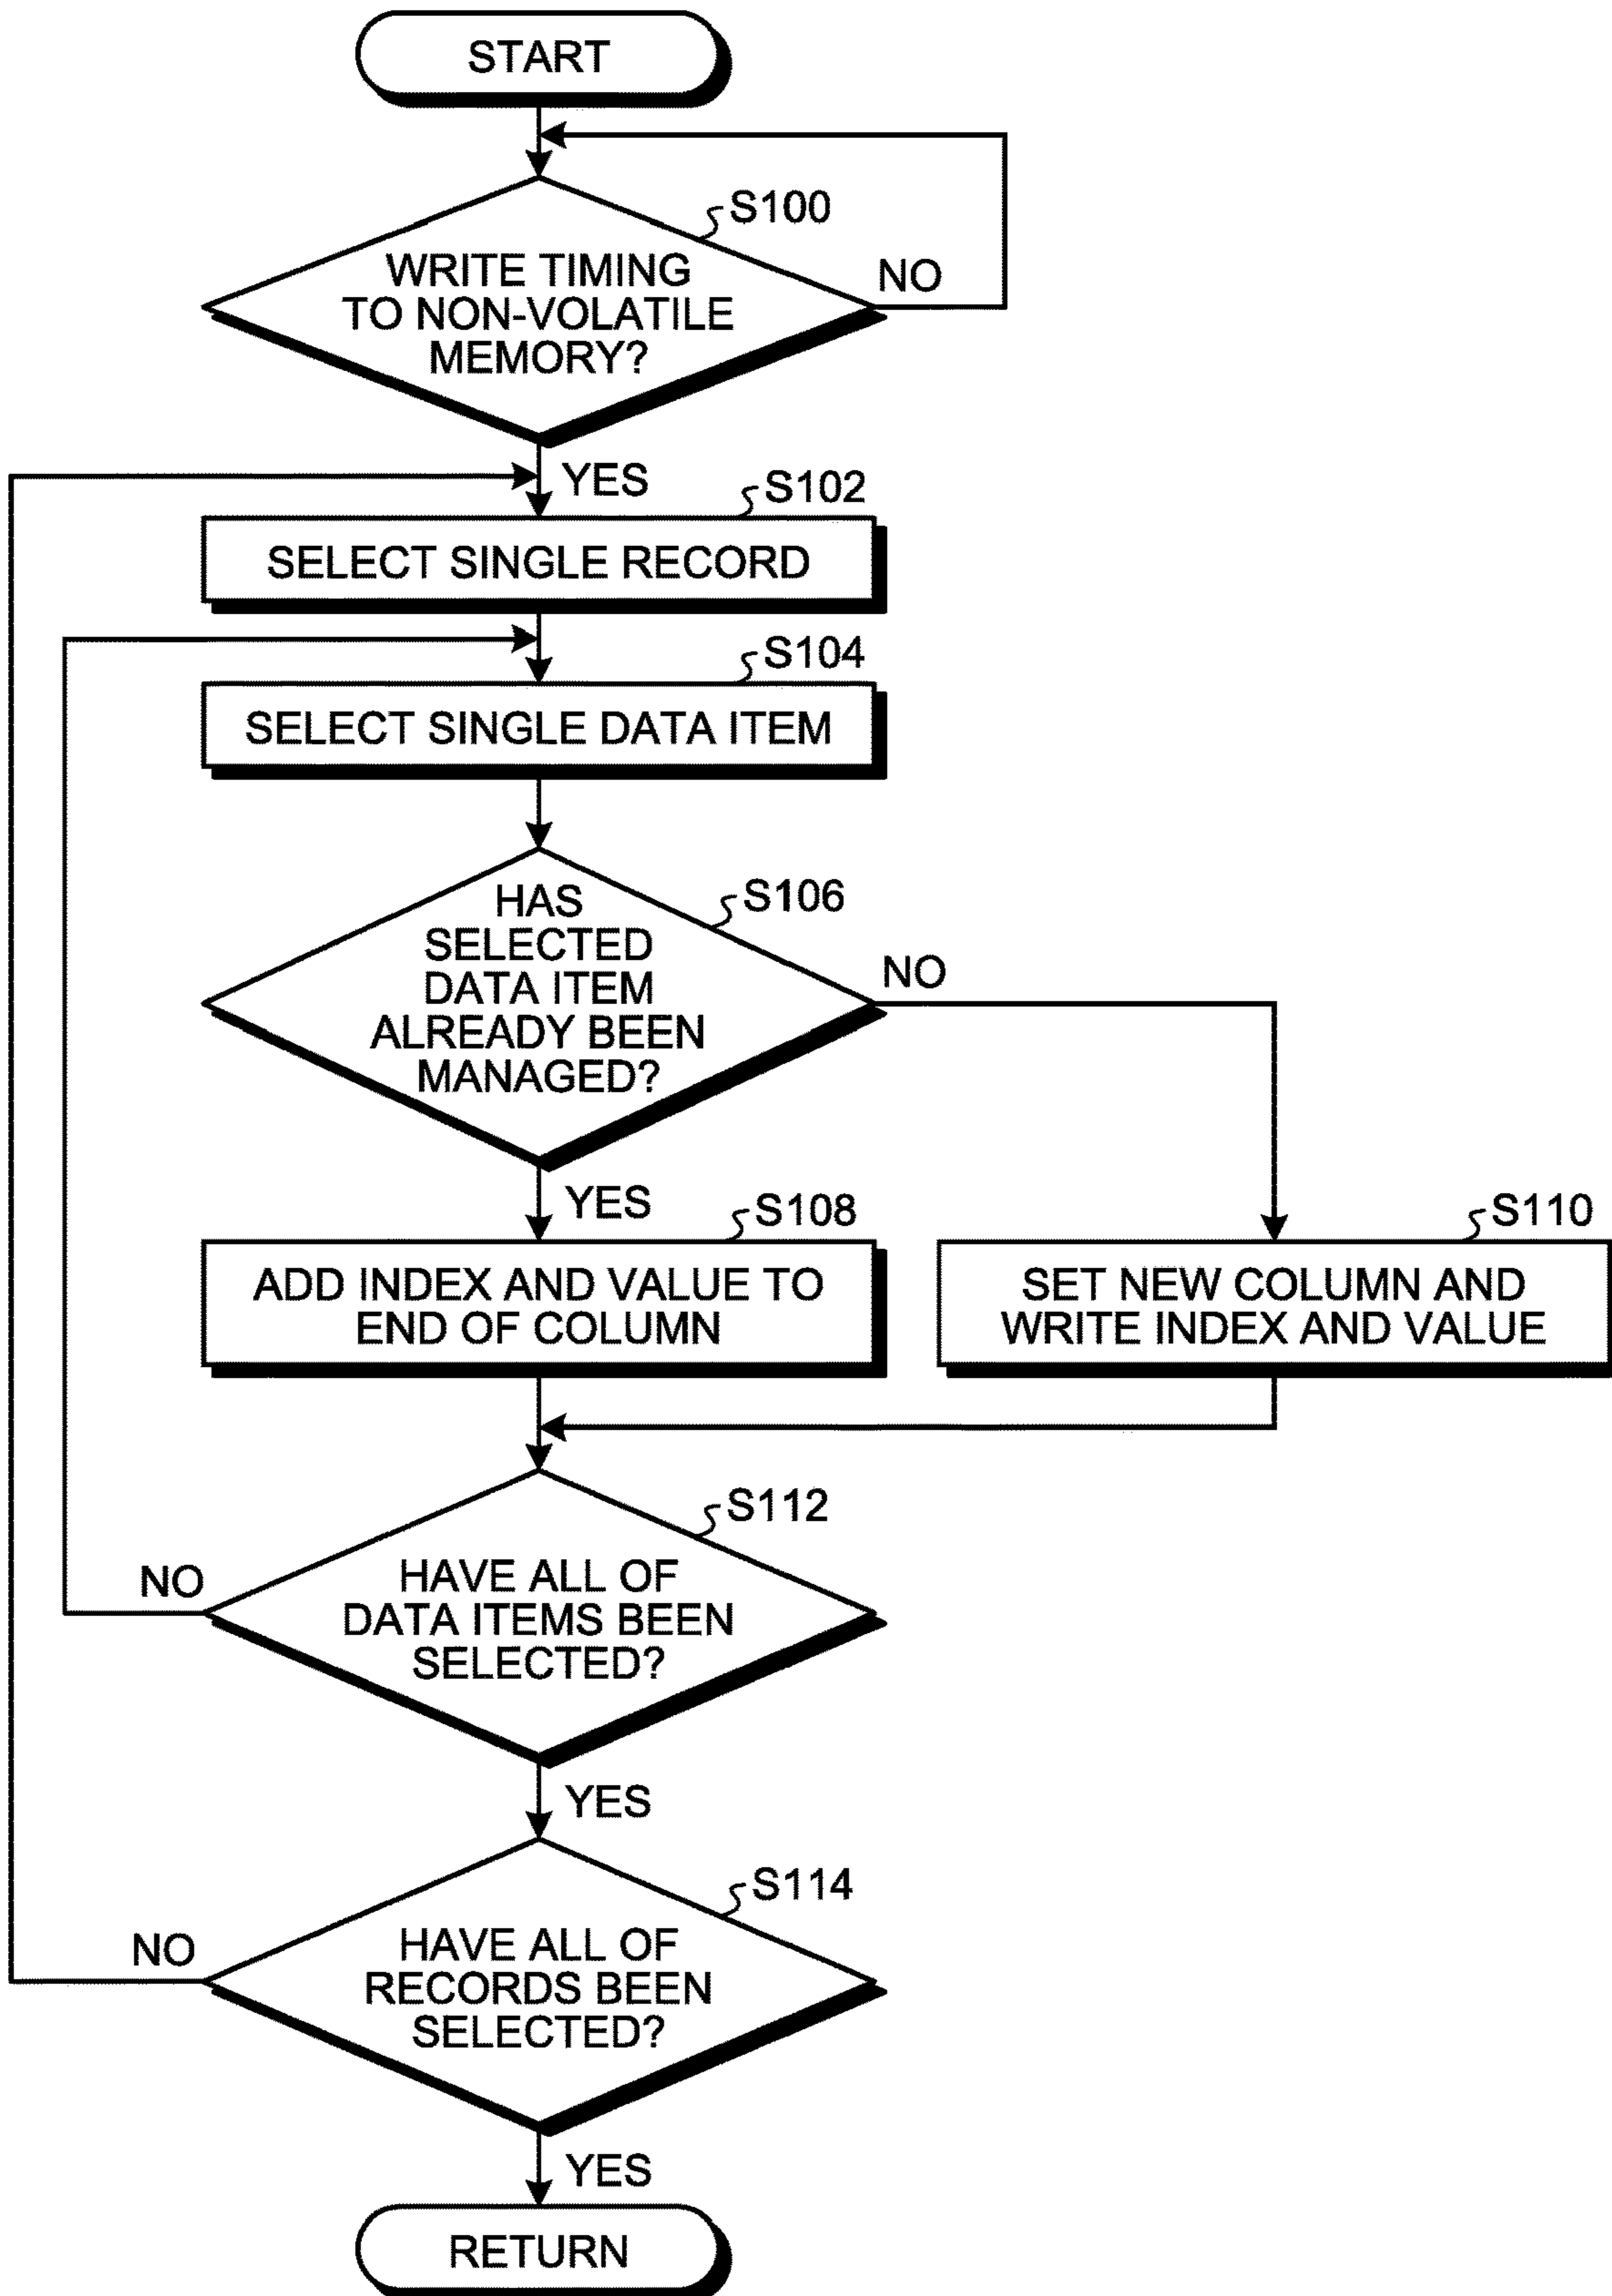 START
S100
WRITE TIMING
TO NON-VOLATILE
MEMORY?
NO
YES
S102
SELECT SINGLE RECORD
S104
SELECT SINGLE DATA ITEM
S106
HAS
SELECTED
DATA ITEM
ALREADY BEEN
MANAGED?
NO
YES
S108
ADD INDEX AND VALUE TO
END OF COLUMN
S110
SET NEW COLUMN AND
WRITE INDEX AND VALUE
S112
HAVE ALL OF
DATA ITEMS BEEN
SELECTED?
NO
YES
S114
HAVE ALL OF
RECORDS BEEN
SELECTED?
NO
YES
RETURN